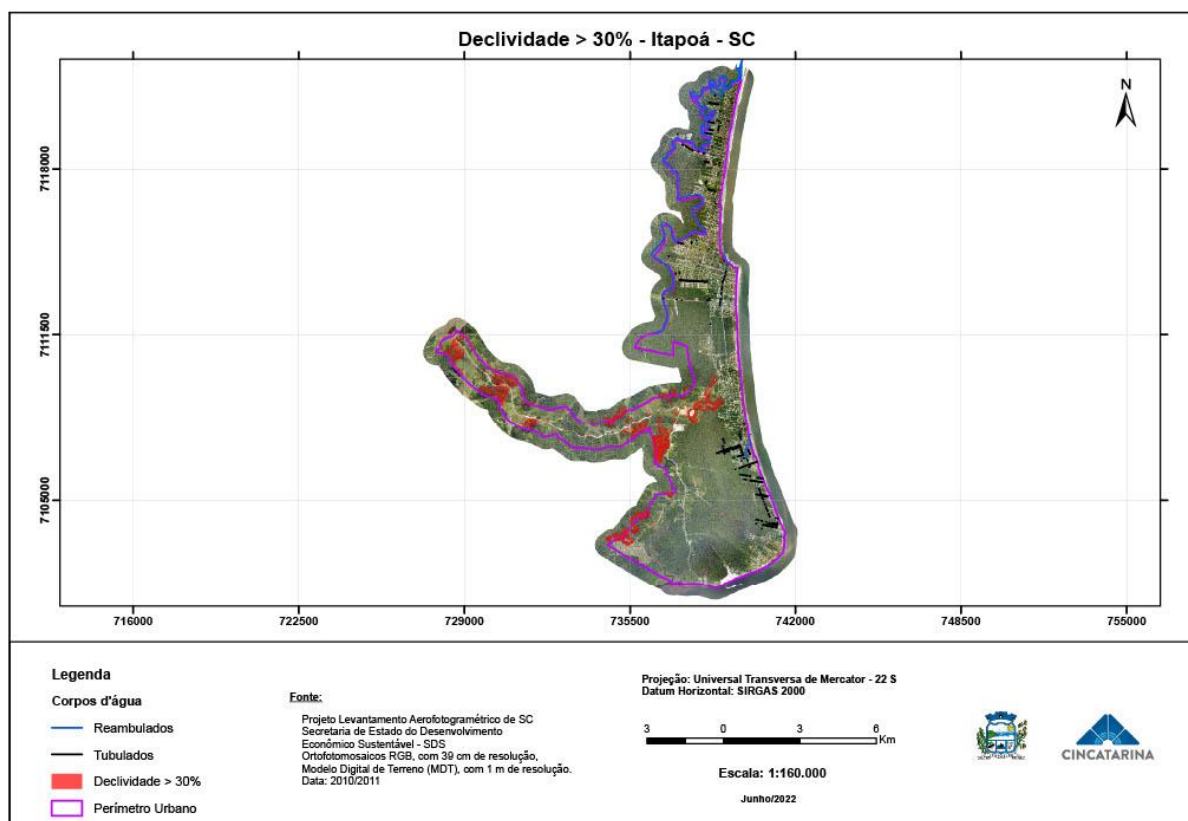 Declividade > 30% - Itapoá - SC
N
7118000
7111500
7105000
716000
722500
729000
735500
742000
748500
755000
Legenda
Corpos d'água
Reambulados
Tubulados
Declividade > 30%
Perímetro Urbano
Fonte:
Projeto Levantamento Aerofotogramétrico de SC
Secretaria de Estado do Desenvolvimento
Econômico Sustentável - SDS
Ortofotomosaicos RGB, com 39 cm de resolução,
Modelo Digital de Terreno (MDT), com 1 m de resolução.
Data: 2010/2011
Projeção: Universal Transversa de Mercator - 22 S
Datum Horizontal: SIRGAS 2000
3 0 3 6
Km
Escala: 1:160.000
Junho/2022
CINCATARINA